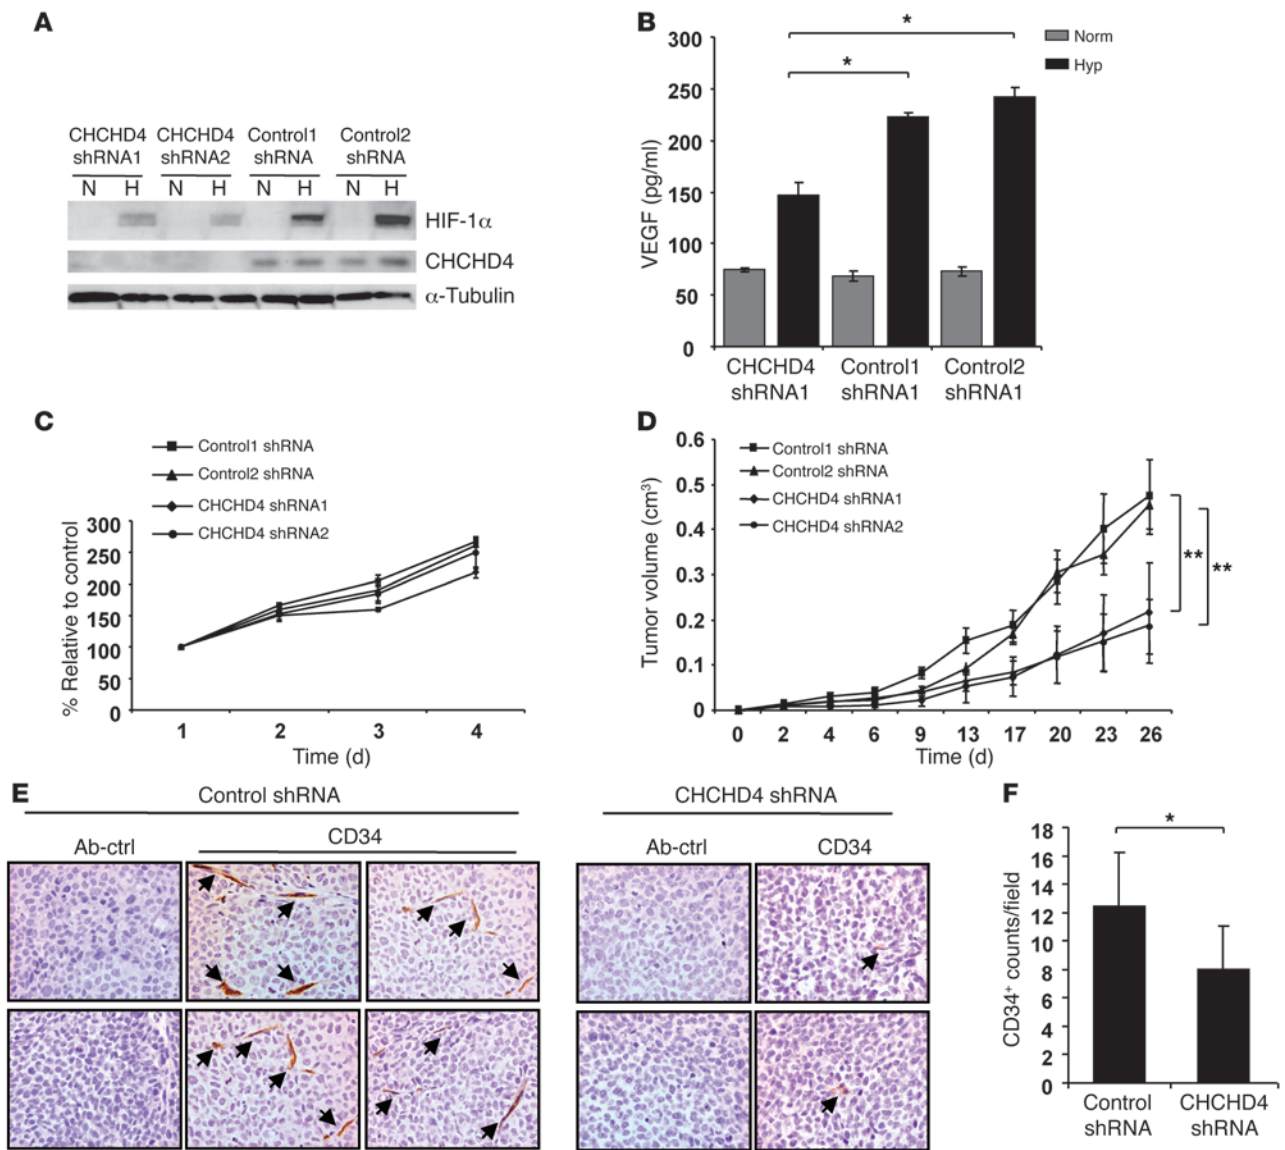 A
CHCHD4 CHCHD4 Control1 Control2
shRNA1 shRNA2 shRNA shRNA
N H N H N H N H
HIF-1α
CHCHD4
α-Tubulin
B
*
*
Norm
Hyp
VEGF (pg/ml)
300
250
200
150
100
50
0
CHCHD4 Control1 Control2
shRNA1 shRNA1 shRNA1
C
Control1 shRNA
Control2 shRNA
CHCHD4 shRNA1
CHCHD4 shRNA2
% Relative to control
300
250
200
150
100
50
0
1 2 3 4
Time (d)
D
Control1 shRNA
Control2 shRNA
CHCHD4 shRNA1
CHCHD4 shRNA2
Tumor volume (cm³)
0.6
0.5
0.4
0.3
0.2
0.1
0
**
**
0 2 4 6 9 13 17 20 23 26
Time (d)
E
Control shRNA
Ab-ctrl CD34
CHCHD4 shRNA
Ab-ctrl CD34
F
*
CD34⁺ counts/field
18
16
14
12
10
8
6
4
2
0
Control CHCHD4
shRNA shRNA